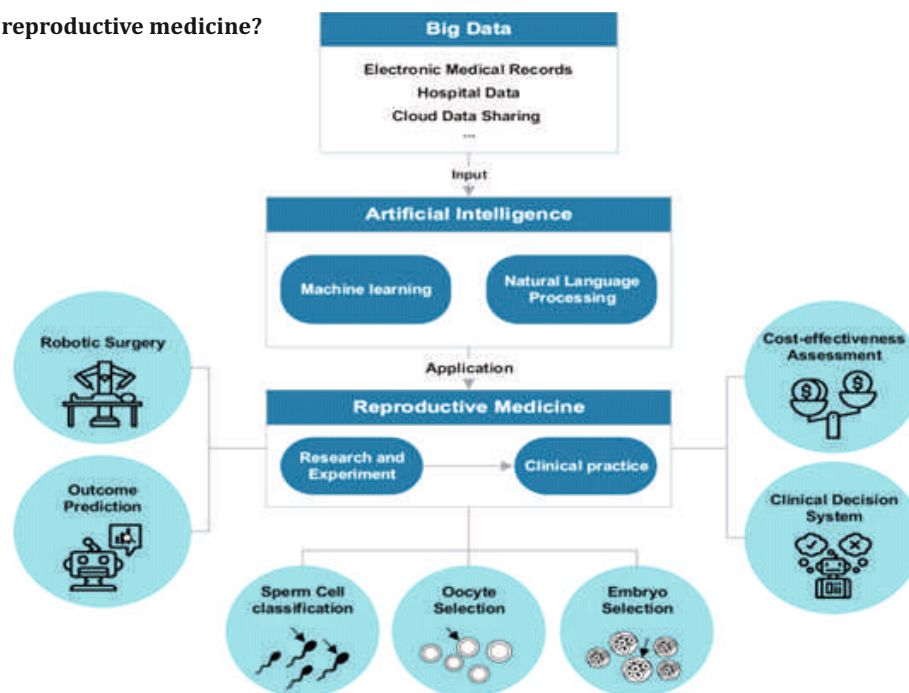 reproductive medicine?
Big Data
Electronic Medical Records
Hospital Data
Cloud Data Sharing
...
Input
Artificial Intelligence
Machine learning
Natural Language
Processing
Application
Robotic Surgery
Cost-effectiveness
Assessment
Reproductive Medicine
Research and
Experiment
Clinical practice
Outcome
Prediction
Clinical Decision
System
Sperm Cell
classification
Oocyte
Selection
Embryo
Selection